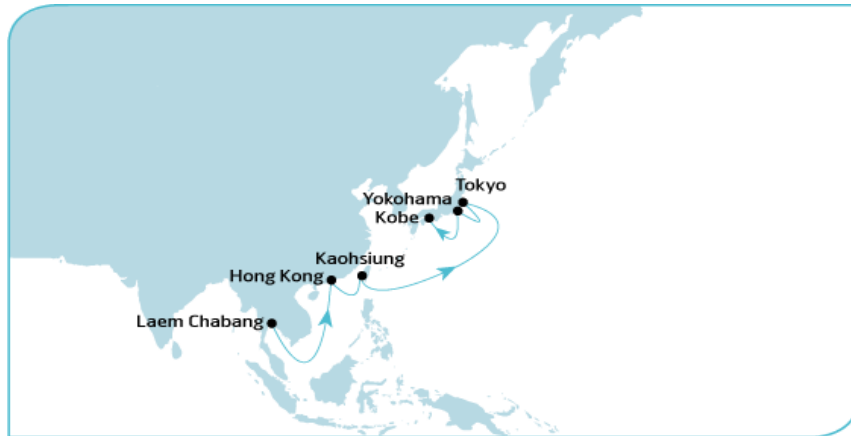 Tokyo
Yokohama
Kobe
Kaohsiung
Hong Kong
Laem Chabang